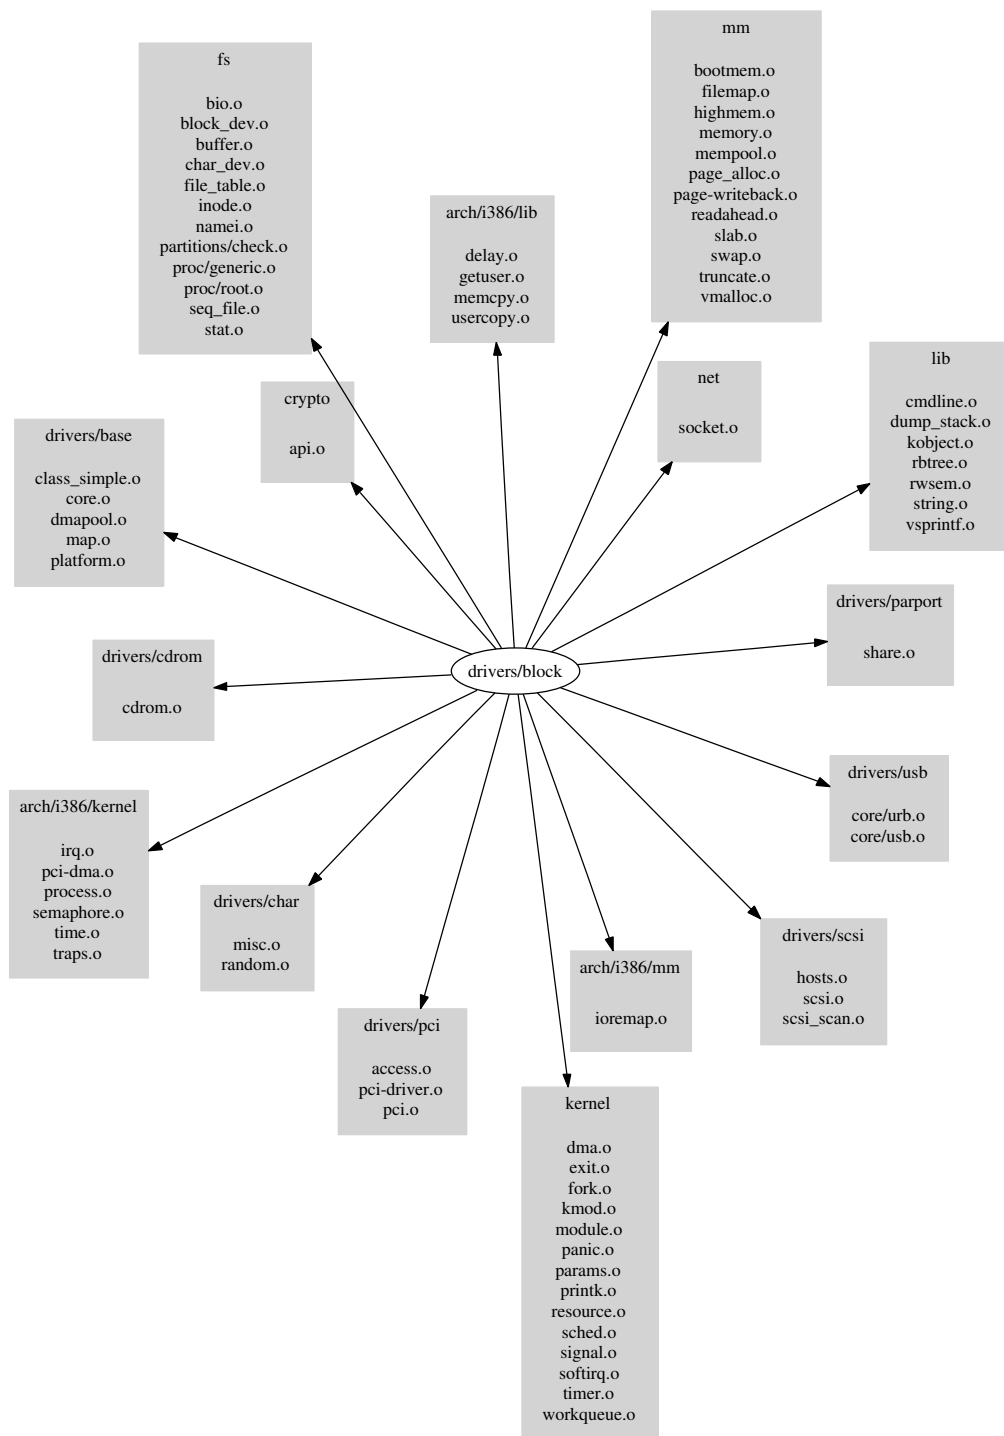 mm
bootmem.o
filemap.o
highmem.o
memory.o
mempool.o
page_alloc.o
page-writeback.o
readahead.o
slab.o
swap.o
truncate.o
vmalloc.o
fs
bio.o
block_dev.o
buffer.o
char_dev.o
file_table.o
inode.o
namei.o
partitions/check.o
proc/generic.o
proc/root.o
seq_file.o
stat.o
arch/i386/lib
delay.o
getuser.o
memcpy.o
usercopy.o
lib
cmdline.o
dump_stack.o
kobject.o
rbtree.o
rwsem.o
string.o
vsprintf.o
net
socket.o
crypto
api.o
drivers/base
class_simple.o
core.o
dmapool.o
map.o
platform.o
drivers/parport
share.o
drivers/cdrom
cdrom.o
drivers/block
drivers/usb
core/urb.o
core/usb.o
arch/i386/kernel
irq.o
pci-dma.o
process.o
semaphore.o
time.o
traps.o
drivers/char
misc.o
random.o
drivers/scsi
hosts.o
scsi.o
scsi_scan.o
arch/i386/mm
ioremap.o
drivers/pci
access.o
pci-driver.o
pci.o
kernel
dma.o
exit.o
fork.o
kmod.o
module.o
panic.o
params.o
printk.o
resource.o
sched.o
signal.o
softirq.o
timer.o
workqueue.o